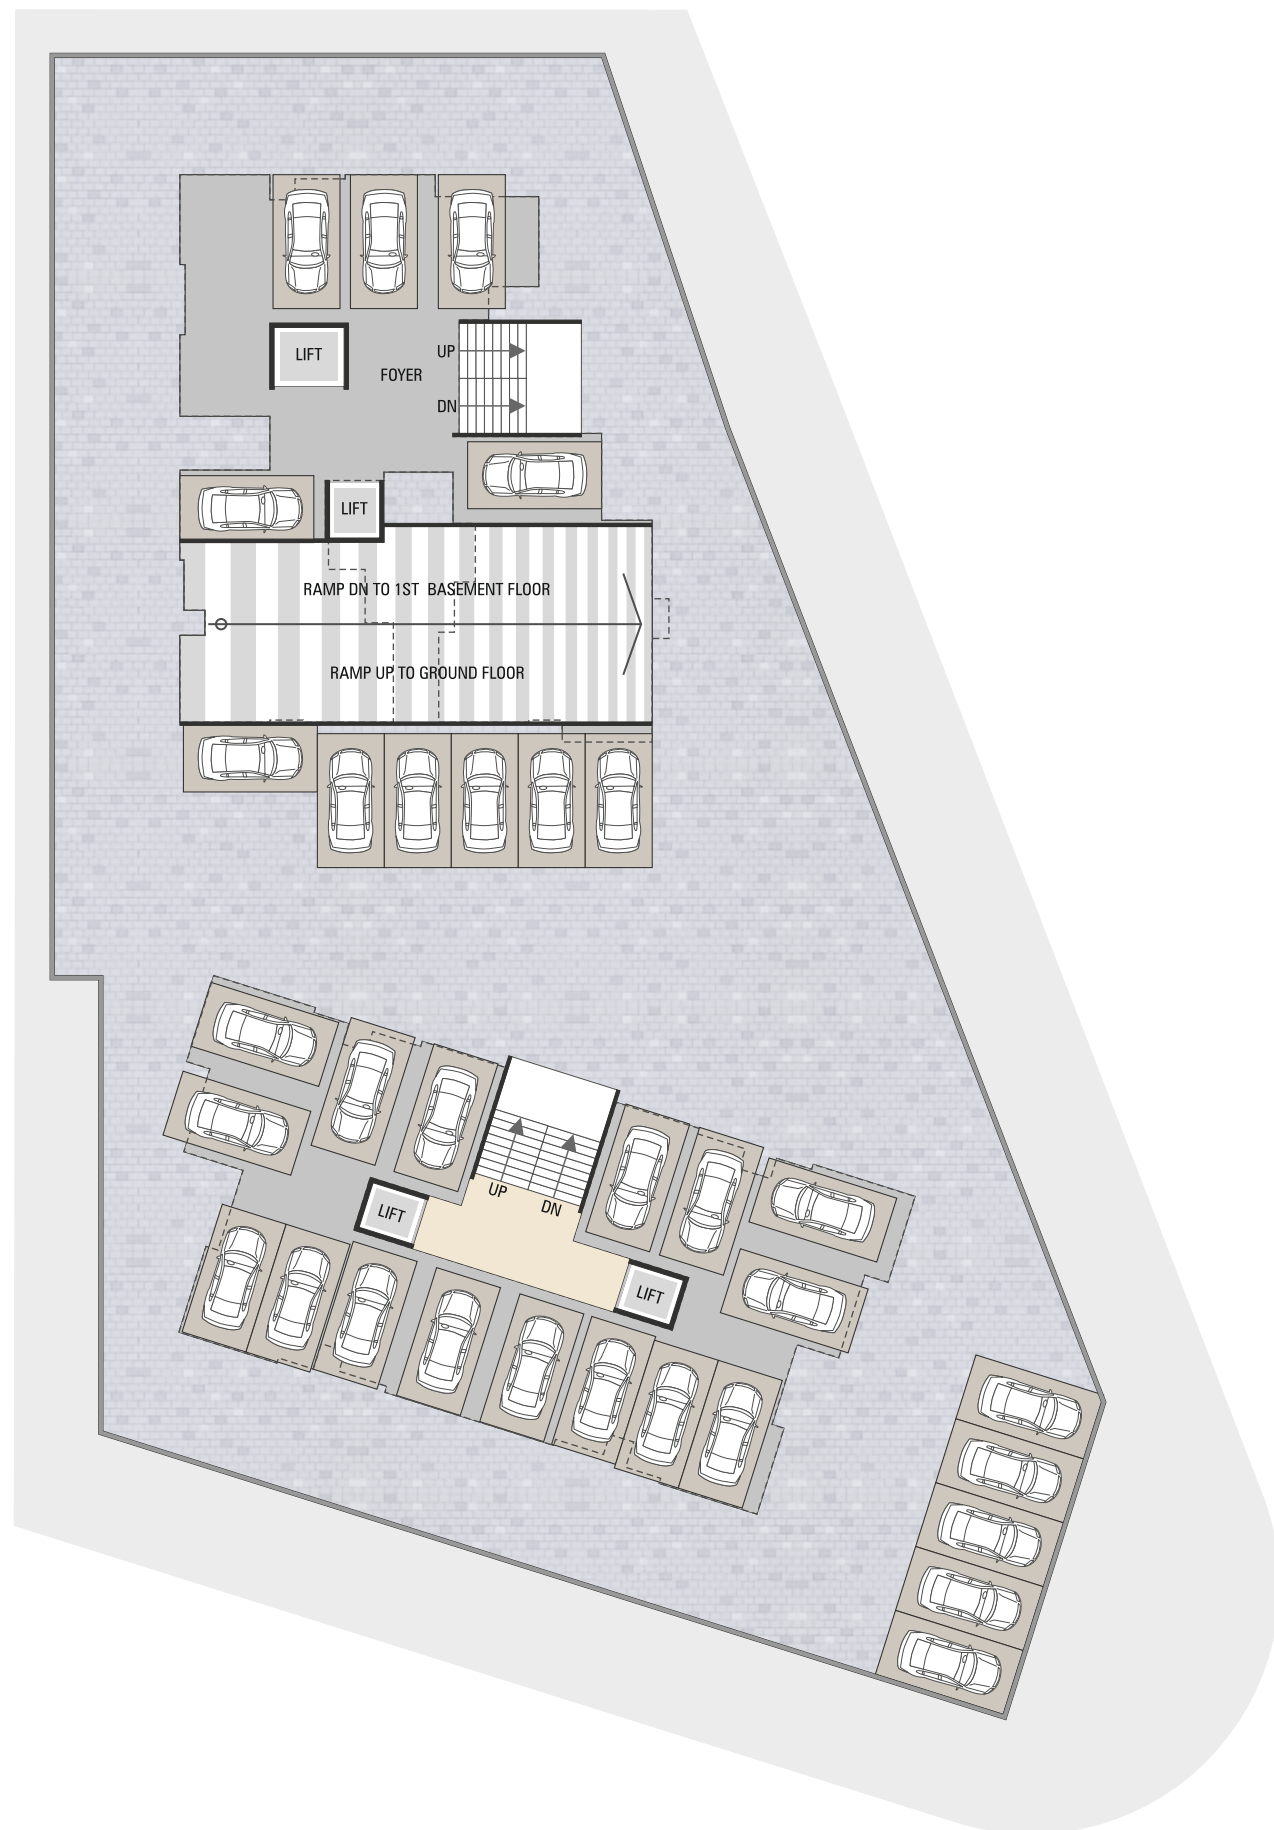 LIFT
UP
FOYER
DN
LIFT
RAMP DN TO 1ST BASEMENT FLOOR
RAMP UP TO GROUND FLOOR
UP
DN
LIFT
LIFT